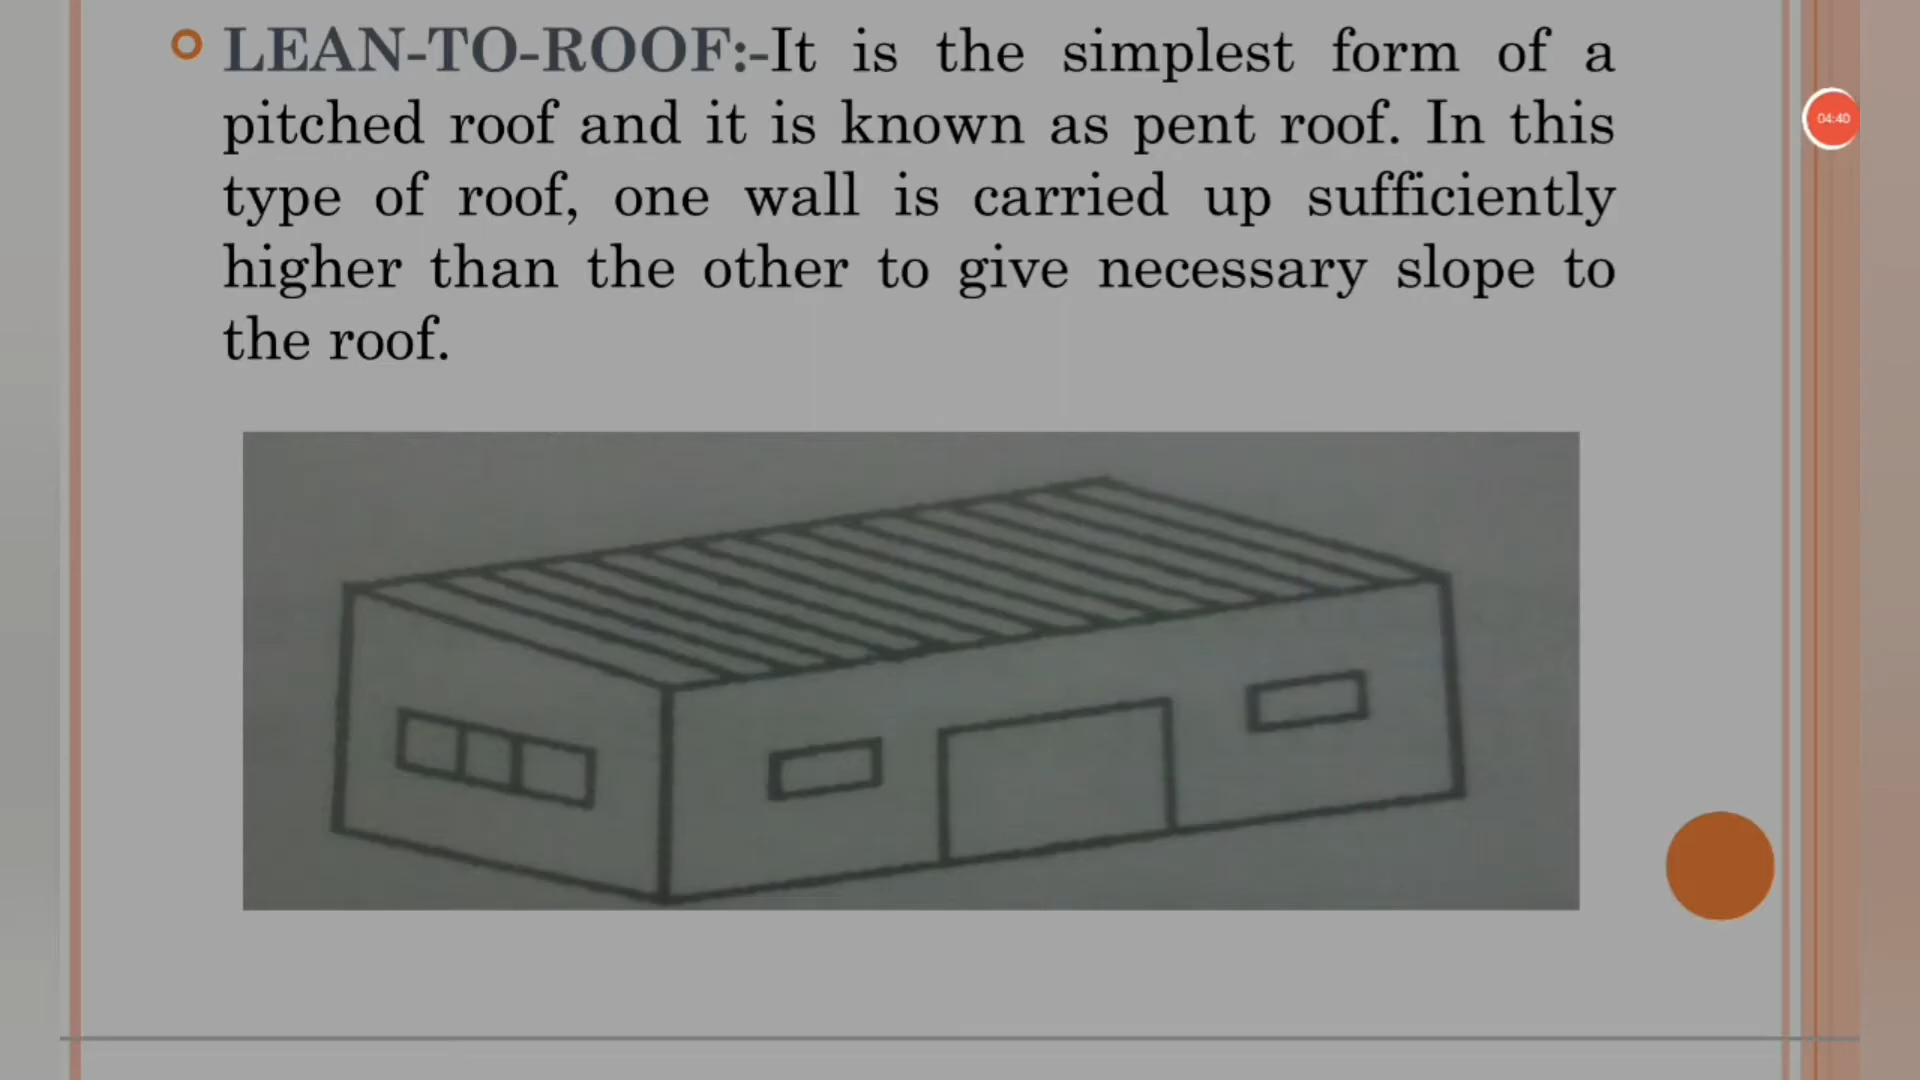 LEAN-TO-ROOF:-It is the simplest form of a
pitched roof and it is known as pent roof. In this
type of roof, one wall is carried up sufficiently
higher than the other to give necessary slope to
the roof.
04:40